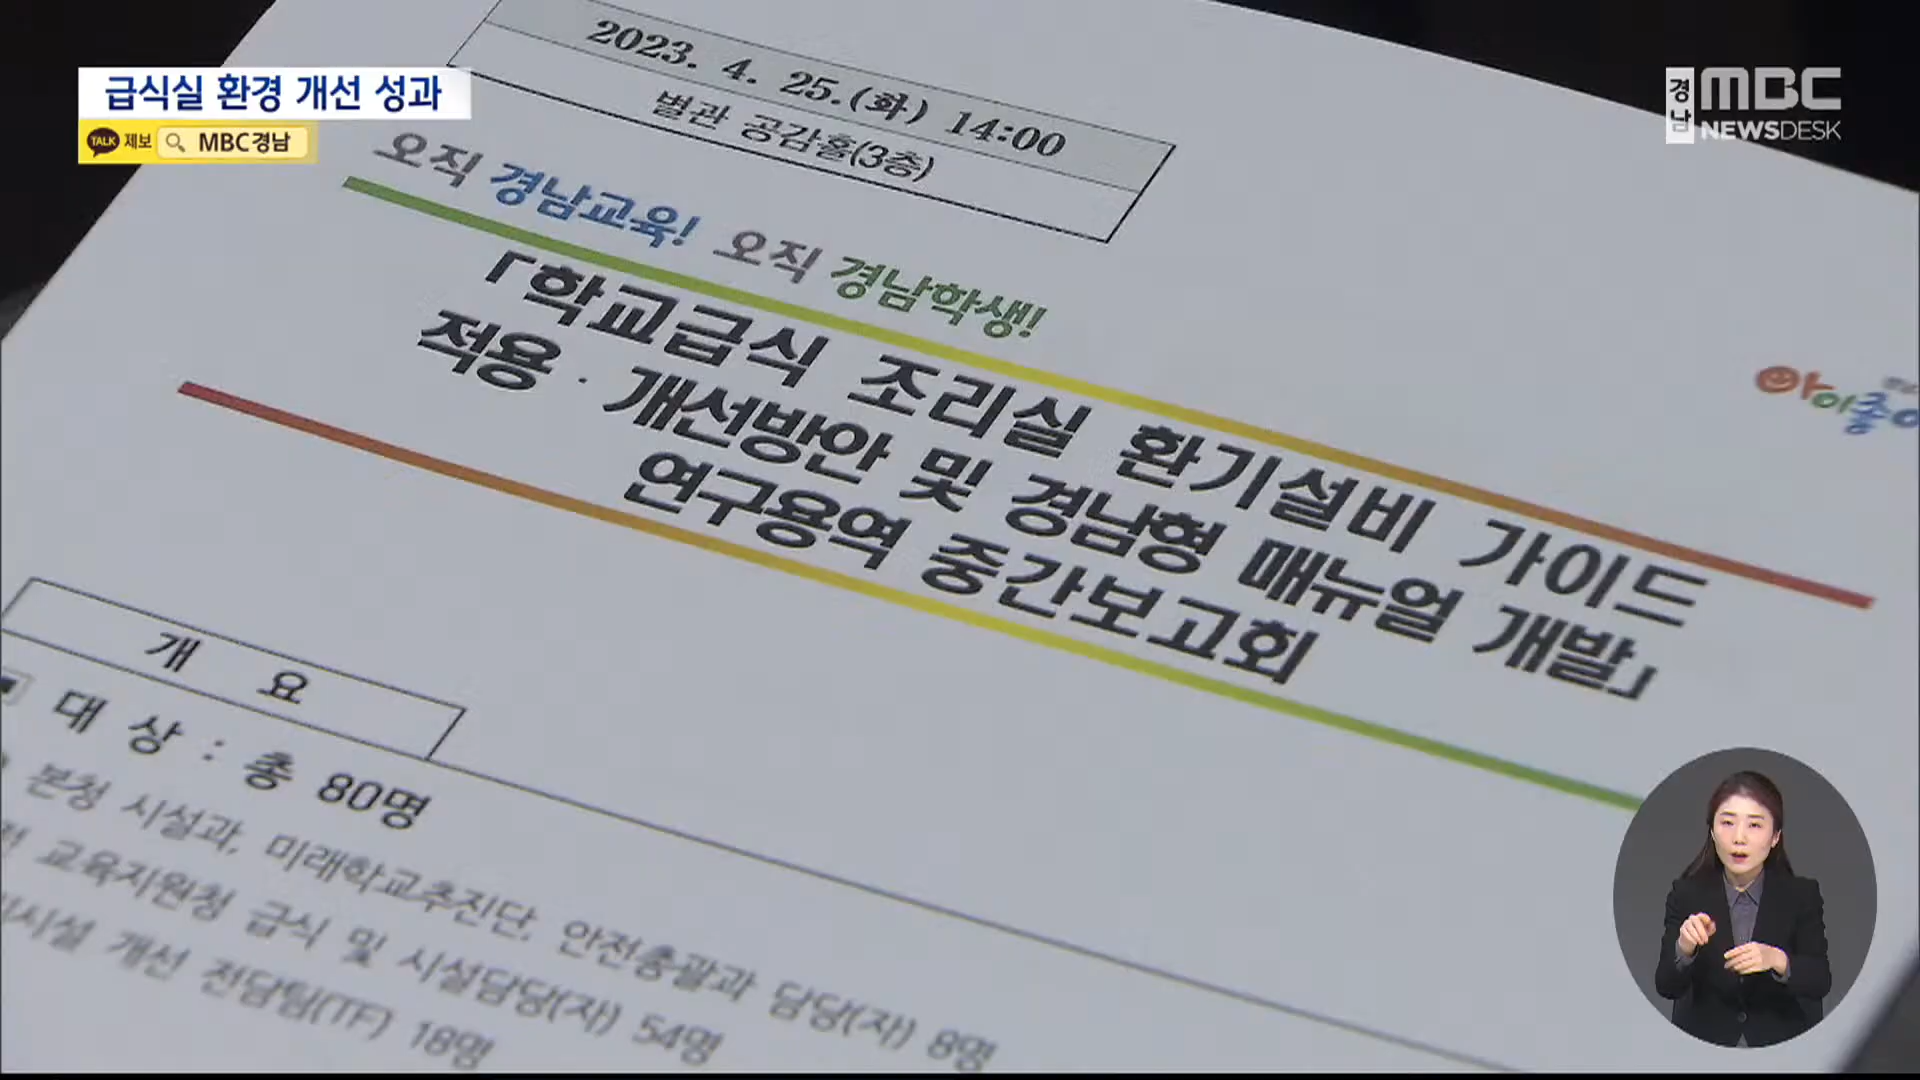 급식실 환경 개선 성과
TALK 제보 MBC경남
경남 MBC
NEWSDESK
2023. 4. 25.(화) 14:00
별관 공감홀(3층)
오직 경남교육! 오직 경남학생!
아이좋아
「학교급식 조리실 환기설비 가이드
적용·개선방안 및 경남형 매뉴얼 개발」
연구용역 중간보고회
개 요
대 상 : 총 80명
본청 시설과, 미래학교추진단, 안전총괄과 담당(자) 8명
교육지원청 급식 및 시설담당(자) 54명
개선 전담팀(TF) 18명